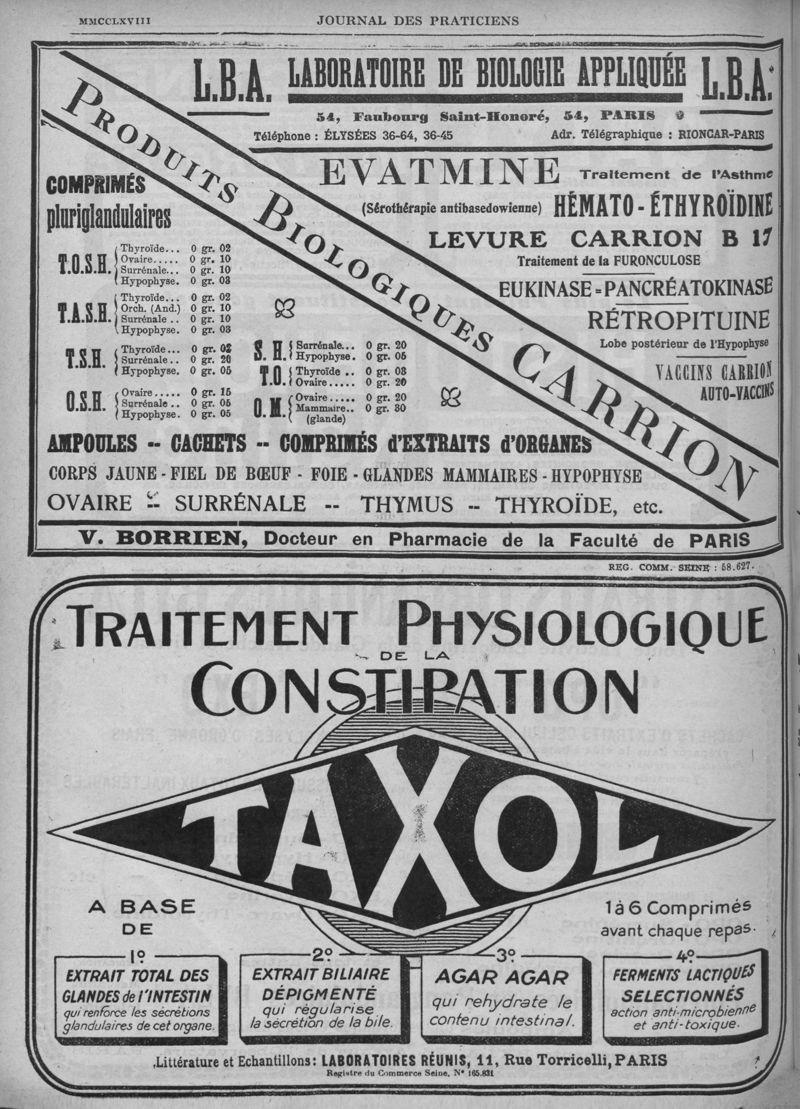 MMCCLXVIII
JOURNAL DES PRATICIENS
L.B.A. LABORATOIRE DE BIOLOGIE APPLIQUÉE L.B.A.
54, Faubourg Saint-Honoré, 54, PARIS
Téléphone : ÉLYSÉES 36-64, 36-45
Adr. Télégraphique : RIONCAR-PARIS
PRODUITS BIOLOGIQUES CARRION
EVATMINE Traitement de l'Asthme
(Sérothérapie antibasedowienne) HÉMATO-ÉTHYROÏDINE
LEVURE CARRION B 17
Traitement de la FURONCULOSE
EUKINASE=PANCRÉATOKINASE
RÉTROPITUINE
Lobe postérieur de l'Hypophyse
VACCINS CARRION
AUTO-VACCINS
COMPRIMÉS
pluriglandulaires
T.O.S.H.
Thyroïde... 0 gr. 02
Ovaire..... 0 gr. 10
Surrénale.. 0 gr. 10
Hypophyse. 0 gr. 03
T.A.S.H.
Thyroïde... 0 gr. 02
Orch. (And.) 0 gr. 10
Surrénale .. 0 gr. 10
Hypophyse. 0 gr. 03
T.S.H.
Thyroïde... 0 gr. 02
Surrénale .. 0 gr. 20
Hypophyse. 0 gr. 05
O.S.H.
Ovaire..... 0 gr. 15
Surrénale .. 0 gr. 05
Hypophyse. 0 gr. 05
S. H.
Surrénale... 0 gr. 20
Hypophyse. 0 gr. 05
T.O.
Thyroïde .. 0 gr. 03
Ovaire..... 0 gr. 20
O.M.
Ovaire..... 0 gr. 20
Mammaire.. 0 gr. 30
(glande)
AMPOULES -- CACHETS -- COMPRIMÉS d'EXTRAITS d'ORGANES
CORPS JAUNE - FIEL DE BŒUF - FOIE - GLANDES MAMMAIRES - HYPOPHYSE
OVAIRE -- SURRÉNALE -- THYMUS -- THYROÏDE, etc.
V. BORRIEN, Docteur en Pharmacie de la Faculté de PARIS
REG. COMM. SEINE : 58.627.
TRAITEMENT PHYSIOLOGIQUE
DE LA
CONSTIPATION
TAXOL
A BASE
DE
1 à 6 Comprimés
avant chaque repas.
1º
EXTRAIT TOTAL DES
GLANDES de l'INTESTIN
qui renforce les sécrétions
glandulaires de cet organe.
2º
EXTRAIT BILIAIRE
DÉPIGMENTÉ
qui régularise
la sécrétion de la bile.
3º
AGAR AGAR
qui rehydrate le
contenu intestinal.
4º
FERMENTS LACTIQUES
SELECTIONNÉS
action anti-microbienne
et anti-toxique.
Littérature et Echantillons : LABORATOIRES RÉUNIS, 11, Rue Torricelli, PARIS
Registre du Commerce Seine, Nº 165.831